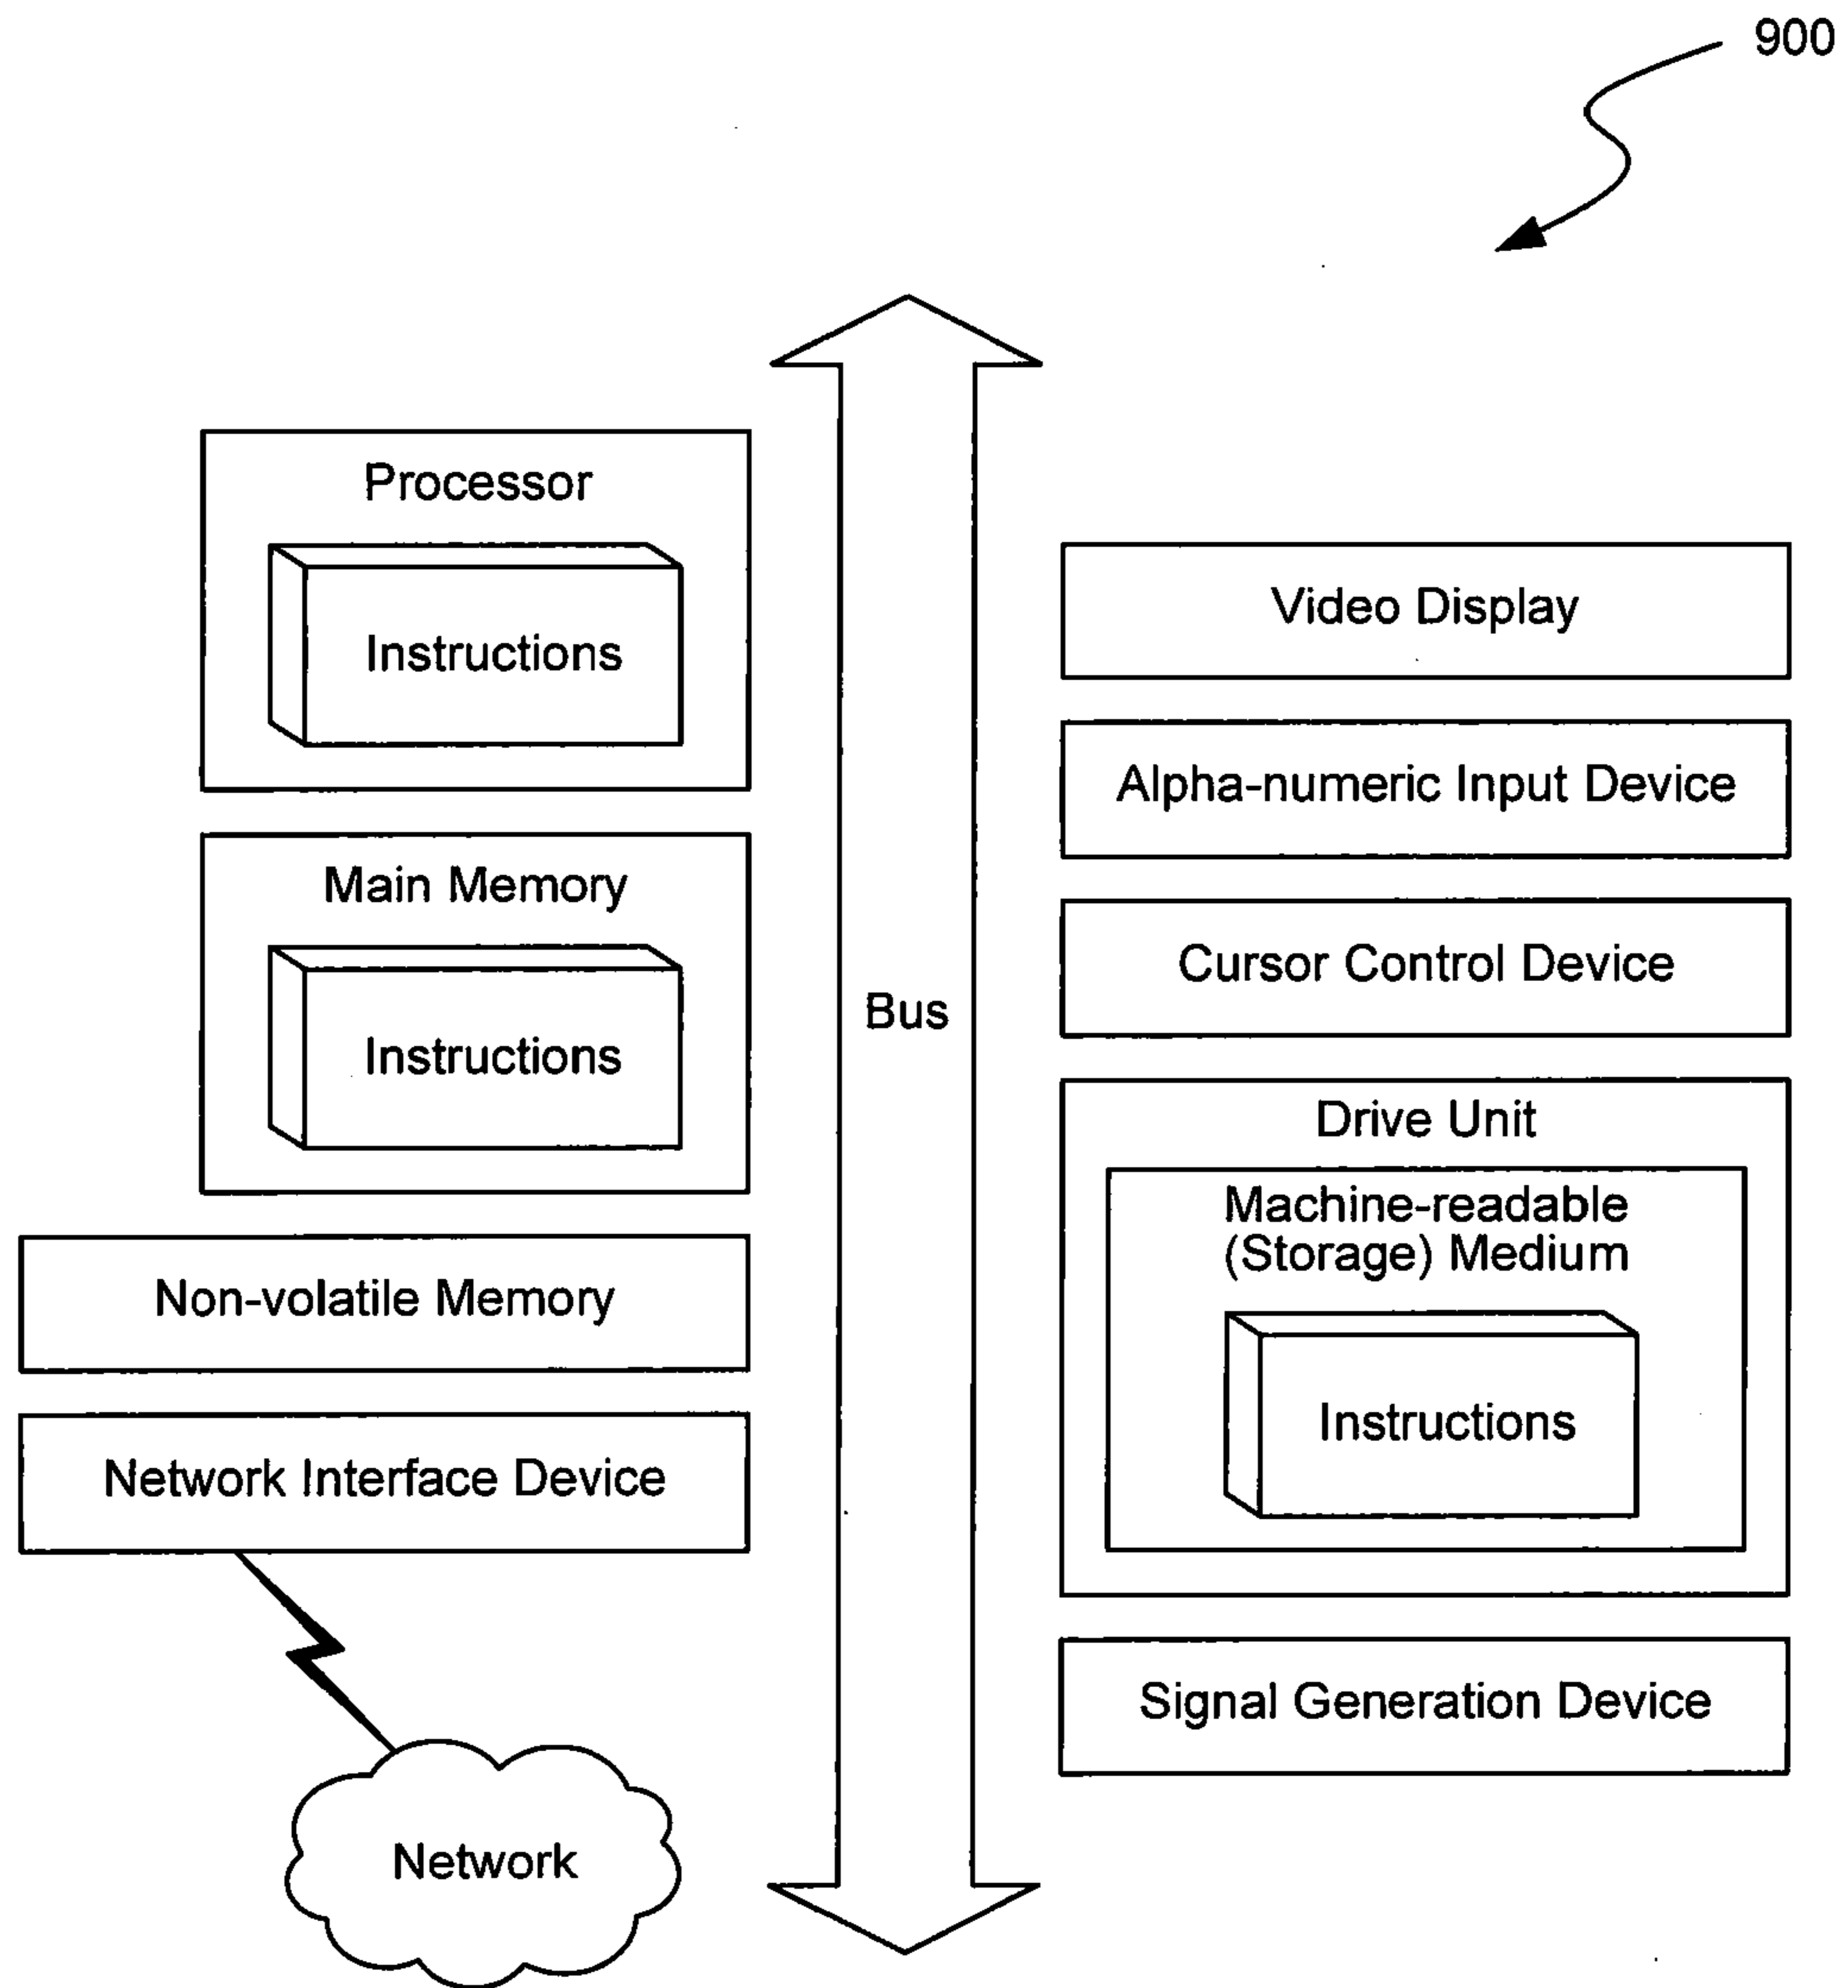 900
Processor
Instructions
Main Memory
Instructions
Non-volatile Memory
Network Interface Device
Network
Bus
Video Display
Alpha-numeric Input Device
Cursor Control Device
Drive Unit
Machine-readable
(Storage) Medium
Instructions
Signal Generation Device